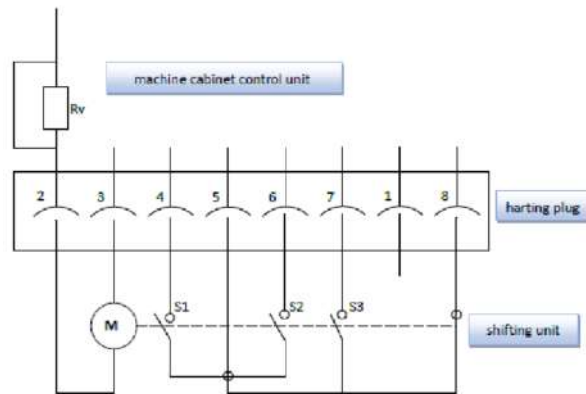 machine cabinet control unit
Rv
2 3 4 5 6 7 1 8
harting plug
S1 S2 S3
M
shifting unit